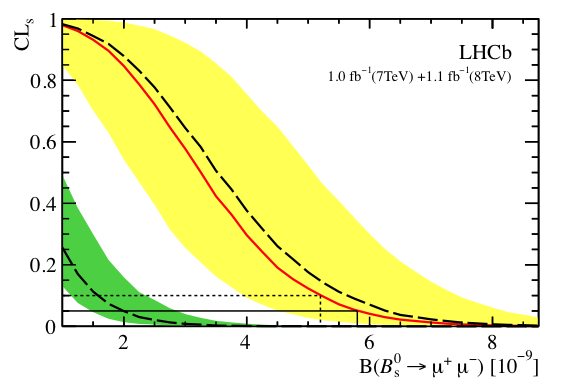 CLₛ
1
0.8
0.6
0.4
0.2
0
LHCb
1.0 fb⁻¹(7TeV) +1.1 fb⁻¹(8TeV)
2 4 6 8
B(B⁰ₛ → μ⁺ μ⁻) [10⁻⁹]